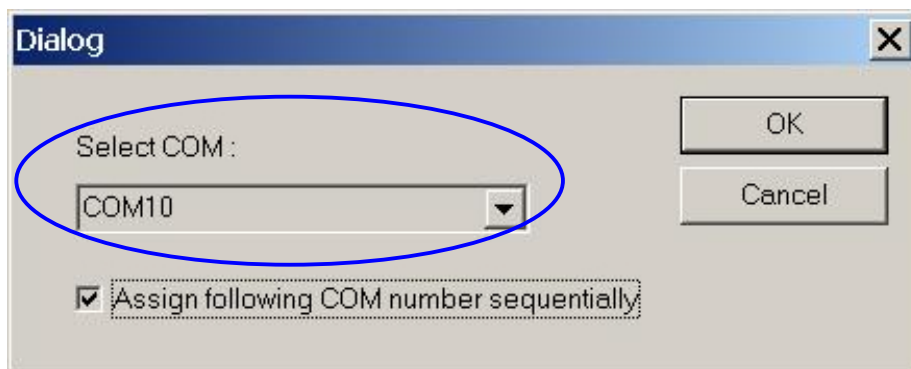 Dialog
Select COM :
COM10
OK
Cancel
Assign following COM number sequentially